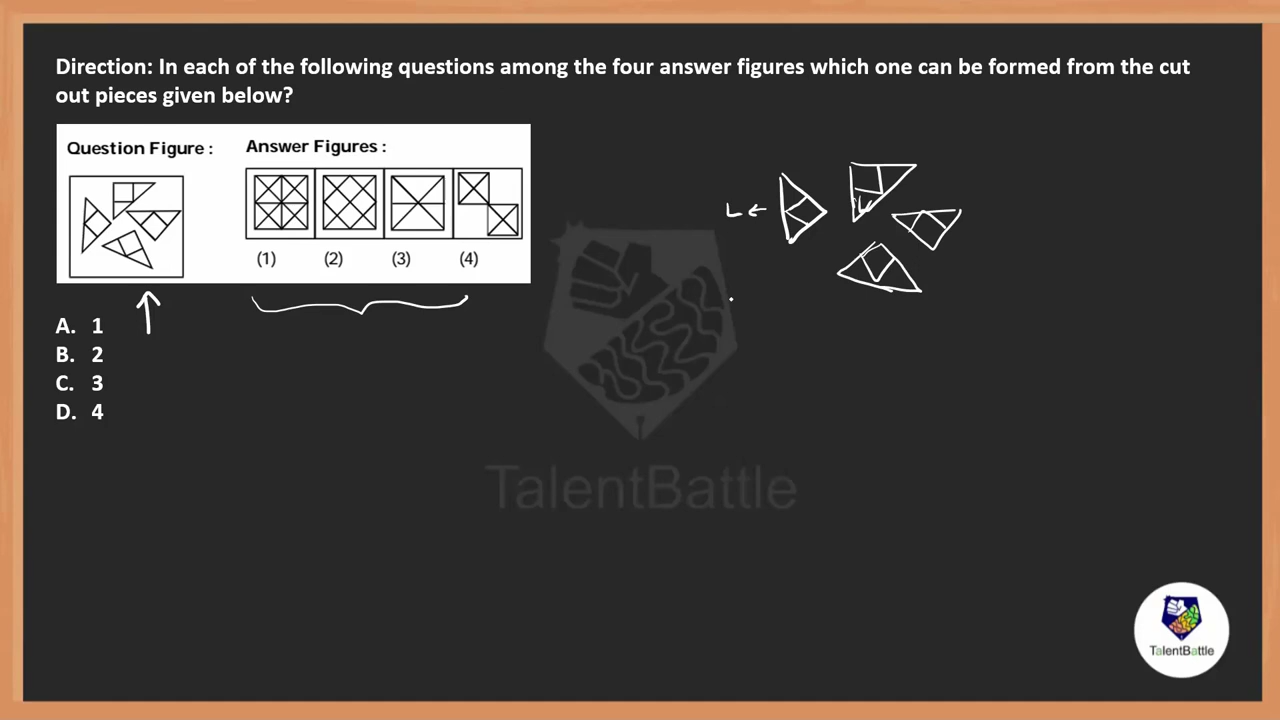 Direction: In each of the following questions among the four answer figures which one can be formed from the cut
out pieces given below?
Question Figure :
Answer Figures :
(1) (2) (3) (4)
A. 1
B. 2
C. 3
D. 4
L ←
TalentBattle
TalentBattle